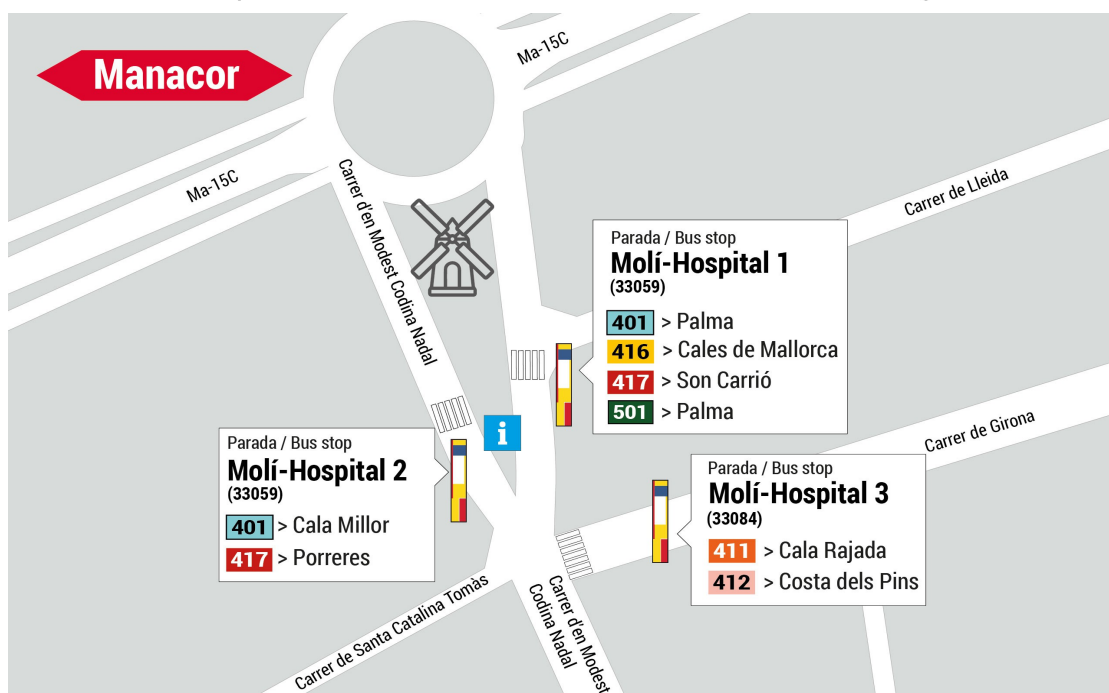 Manacor
Ma-15C
Ma-15C
Carrer d'en Modest Codina Nadal
Carrer de Lleida
Parada / Bus stop
Molí-Hospital 1
(33059)
401 > Palma
416 > Cales de Mallorca
417 > Son Carrió
501 > Palma
i
Carrer de Girona
Parada / Bus stop
Molí-Hospital 2
(33059)
401 > Cala Millor
417 > Porreres
Parada / Bus stop
Molí-Hospital 3
(33084)
411 > Cala Rajada
412 > Costa dels Pins
Carrer de Santa Catalina Tomàs
Carrer d'en Modest
Codina Nadal